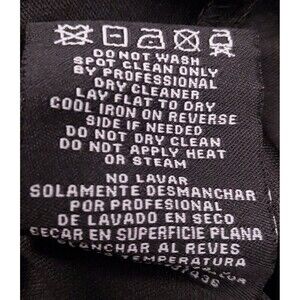 DO NOT WASH
SPOT CLEAN ONLY
BY PROFESSIONAL
DRY CLEANER
LAY FLAT TO DRY
COOL IRON ON REVERSE
SIDE IF NEEDED
DO NOT DRY CLEAN
DO NOT APPLY HEAT
OR STEAM
NO LAVAR
SOLAMENTE DESMANCHAR
POR PROFESIONAL
DE LAVADO EN SECO
SECAR EN SUPERFICIE PLANA
PLANCHAR AL REVES
TEMPERATURA